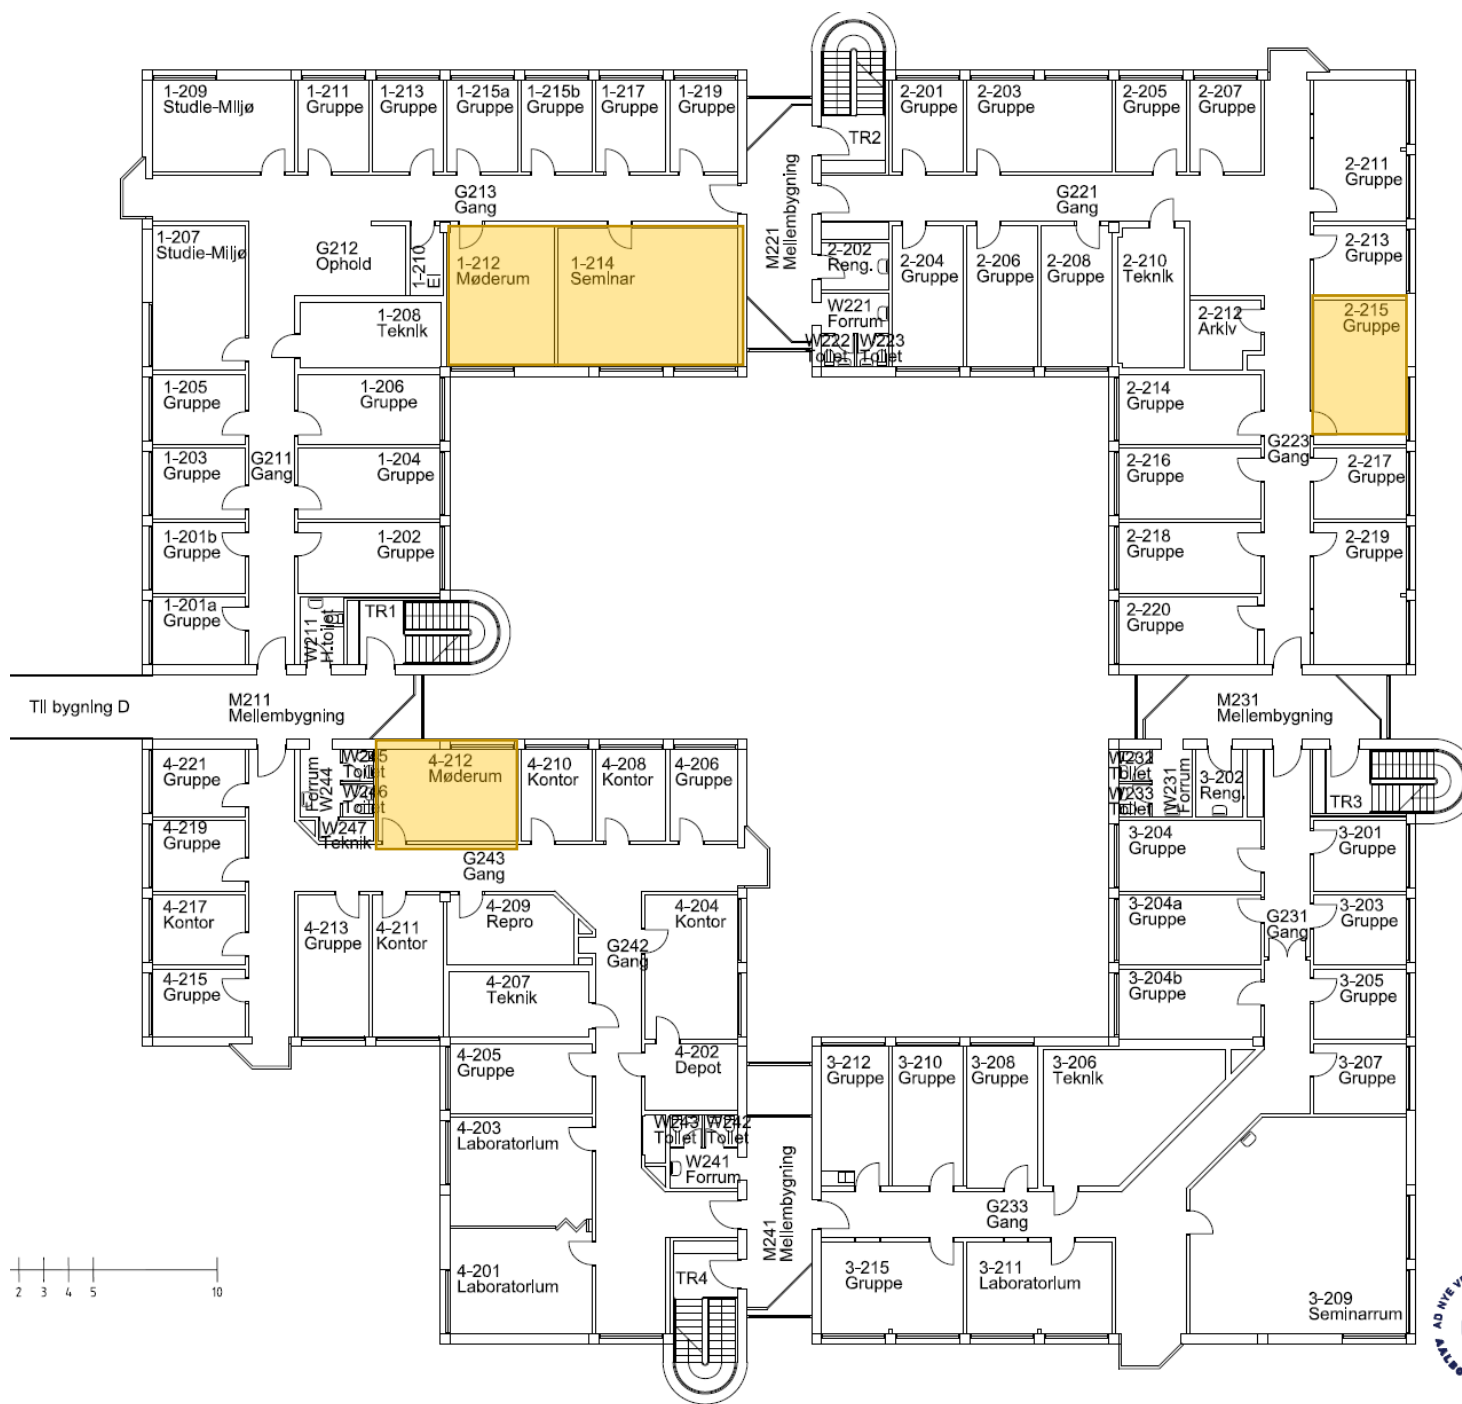 1-209
Studie-Miljø
1-211
Gruppe
1-213
Gruppe
1-215a
Gruppe
1-215b
Gruppe
1-217
Gruppe
1-219
Gruppe
TR2
2-201
Gruppe
2-203
Gruppe
2-205
Gruppe
2-207
Gruppe
2-211
Gruppe
G213
Gang
M221
Mellembygning
G221
Gang
1-207
Studie-Miljø
G212
Ophold
1-210
El
1-212
Møderum
1-214
Seminar
2-202
Reng.
2-204
Gruppe
2-206
Gruppe
2-208
Gruppe
2-210
Teknik
2-213
Gruppe
1-208
Teknik
W221
Forrum
W222
Toilet
W223
Toilet
2-212
Arkiv
2-215
Gruppe
1-205
Gruppe
1-206
Gruppe
2-214
Gruppe
G211
Gang
G223
Gang
1-203
Gruppe
1-204
Gruppe
2-216
Gruppe
2-217
Gruppe
1-201b
Gruppe
1-202
Gruppe
2-218
Gruppe
2-219
Gruppe
1-201a
Gruppe
W211
H.toilet
TR1
2-220
Gruppe
Til bygning D
M211
Mellembygning
M231
Mellembygning
4-221
Gruppe
Forrum
W244
W245
Toilet
W246
Toilet
W247
Teknik
4-212
Møderum
4-210
Kontor
4-208
Kontor
4-206
Gruppe
W232
Toilet
W233
Toilet
W231
Forrum
3-202
Reng.
TR3
4-219
Gruppe
G243
Gang
3-204
Gruppe
3-201
Gruppe
4-217
Kontor
4-213
Gruppe
4-211
Kontor
4-209
Repro
G242
Gang
4-204
Kontor
3-204a
Gruppe
G231
Gang
3-203
Gruppe
4-215
Gruppe
4-207
Teknik
3-204b
Gruppe
3-205
Gruppe
4-205
Gruppe
4-202
Depot
3-212
Gruppe
3-210
Gruppe
3-208
Gruppe
3-206
Teknik
3-207
Gruppe
4-203
Laboratorium
W243
Toilet
W242
Toilet
W241
Forrum
M241
Mellembygning
G233
Gang
4-201
Laboratorium
TR4
3-215
Gruppe
3-211
Laboratorium
3-209
Seminarrum
2 3 4 5 10
AD NYE V
AALBO